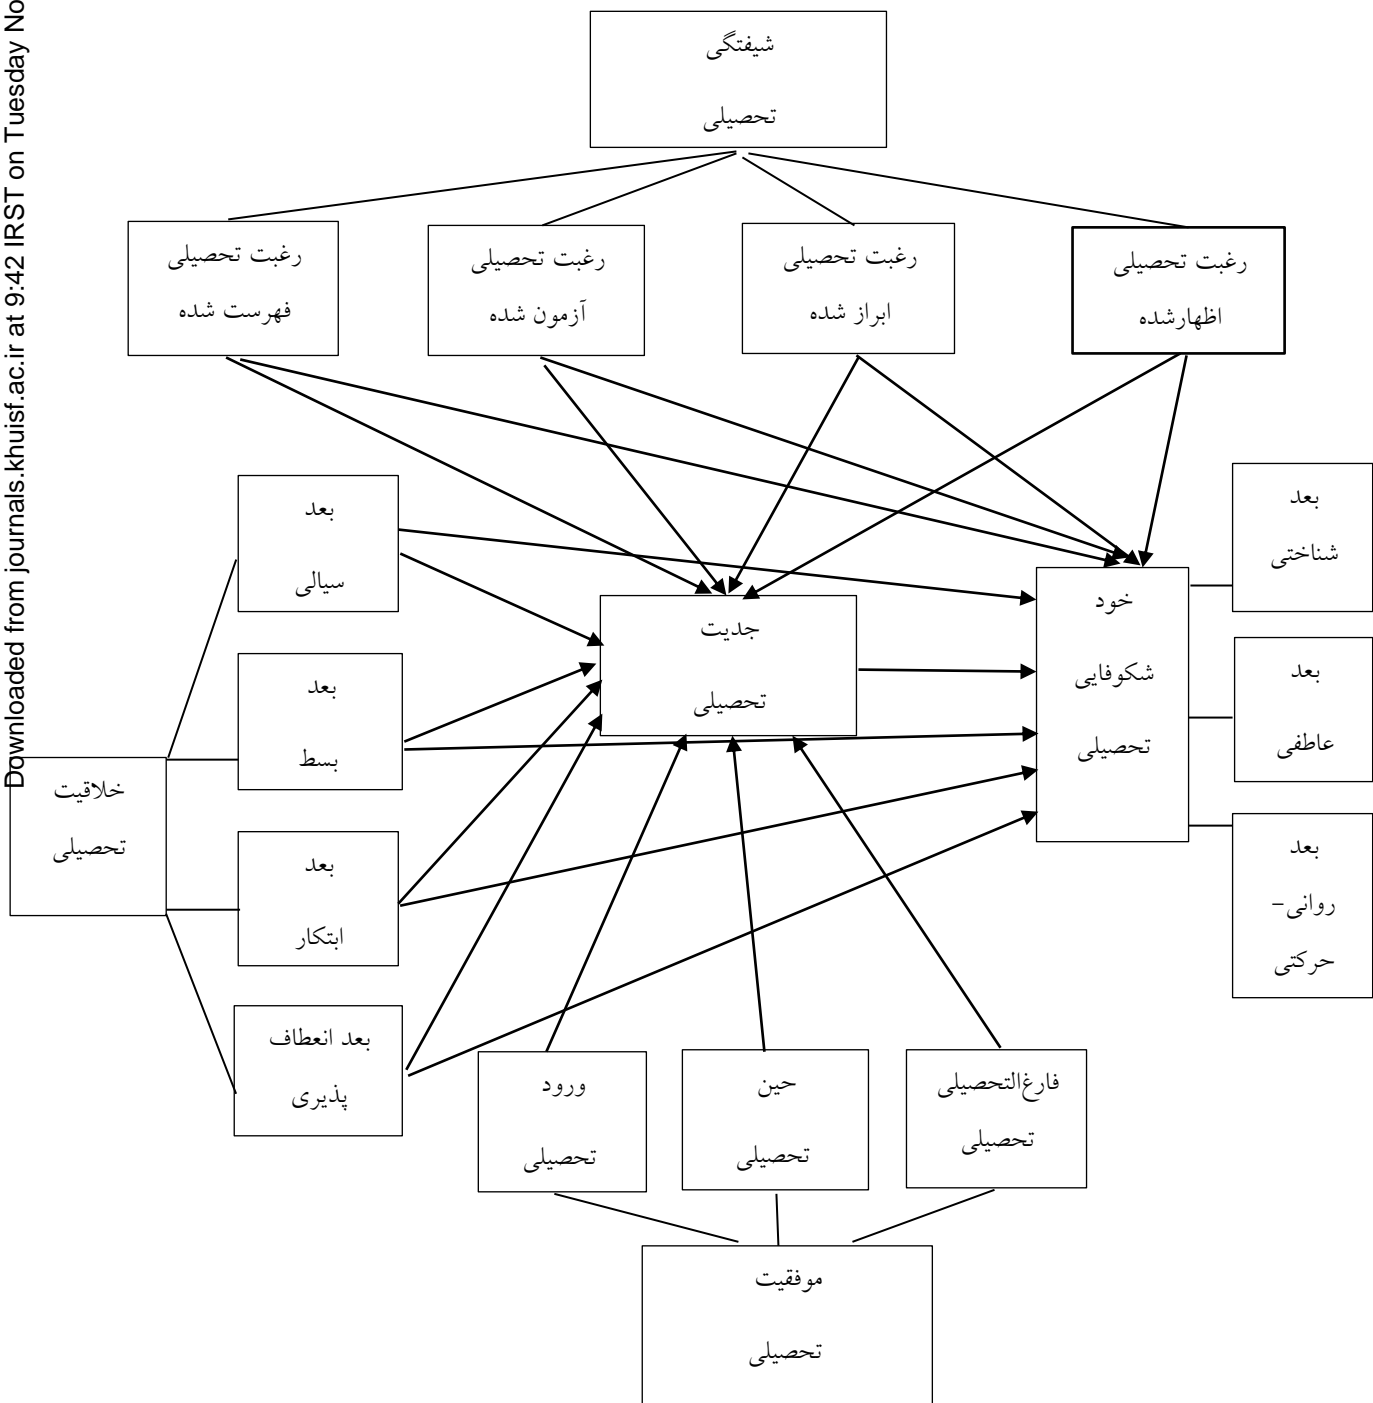 Downloaded from journals.khuisf.ac.ir at 9:42 IRST on Tuesday No
شیفتگی
تحصیلی
رغبت تحصیلی
اظهارشده
رغبت تحصیلی
ابراز شده
رغبت تحصیلی
آزمون شده
رغبت تحصیلی
فهرست شده
بعد
شناختی
بعد
عاطفی
بعد
روانی-
حرکتی
خود
شکوفایی
تحصیلی
جدیت
تحصیلی
بعد
سیالی
بعد
بسط
بعد
ابتکار
بعد انعطاف
پذیری
خلاقیت
تحصیلی
فارغ‌التحصیلی
تحصیلی
حین
تحصیلی
ورود
تحصیلی
موفقیت
تحصیلی